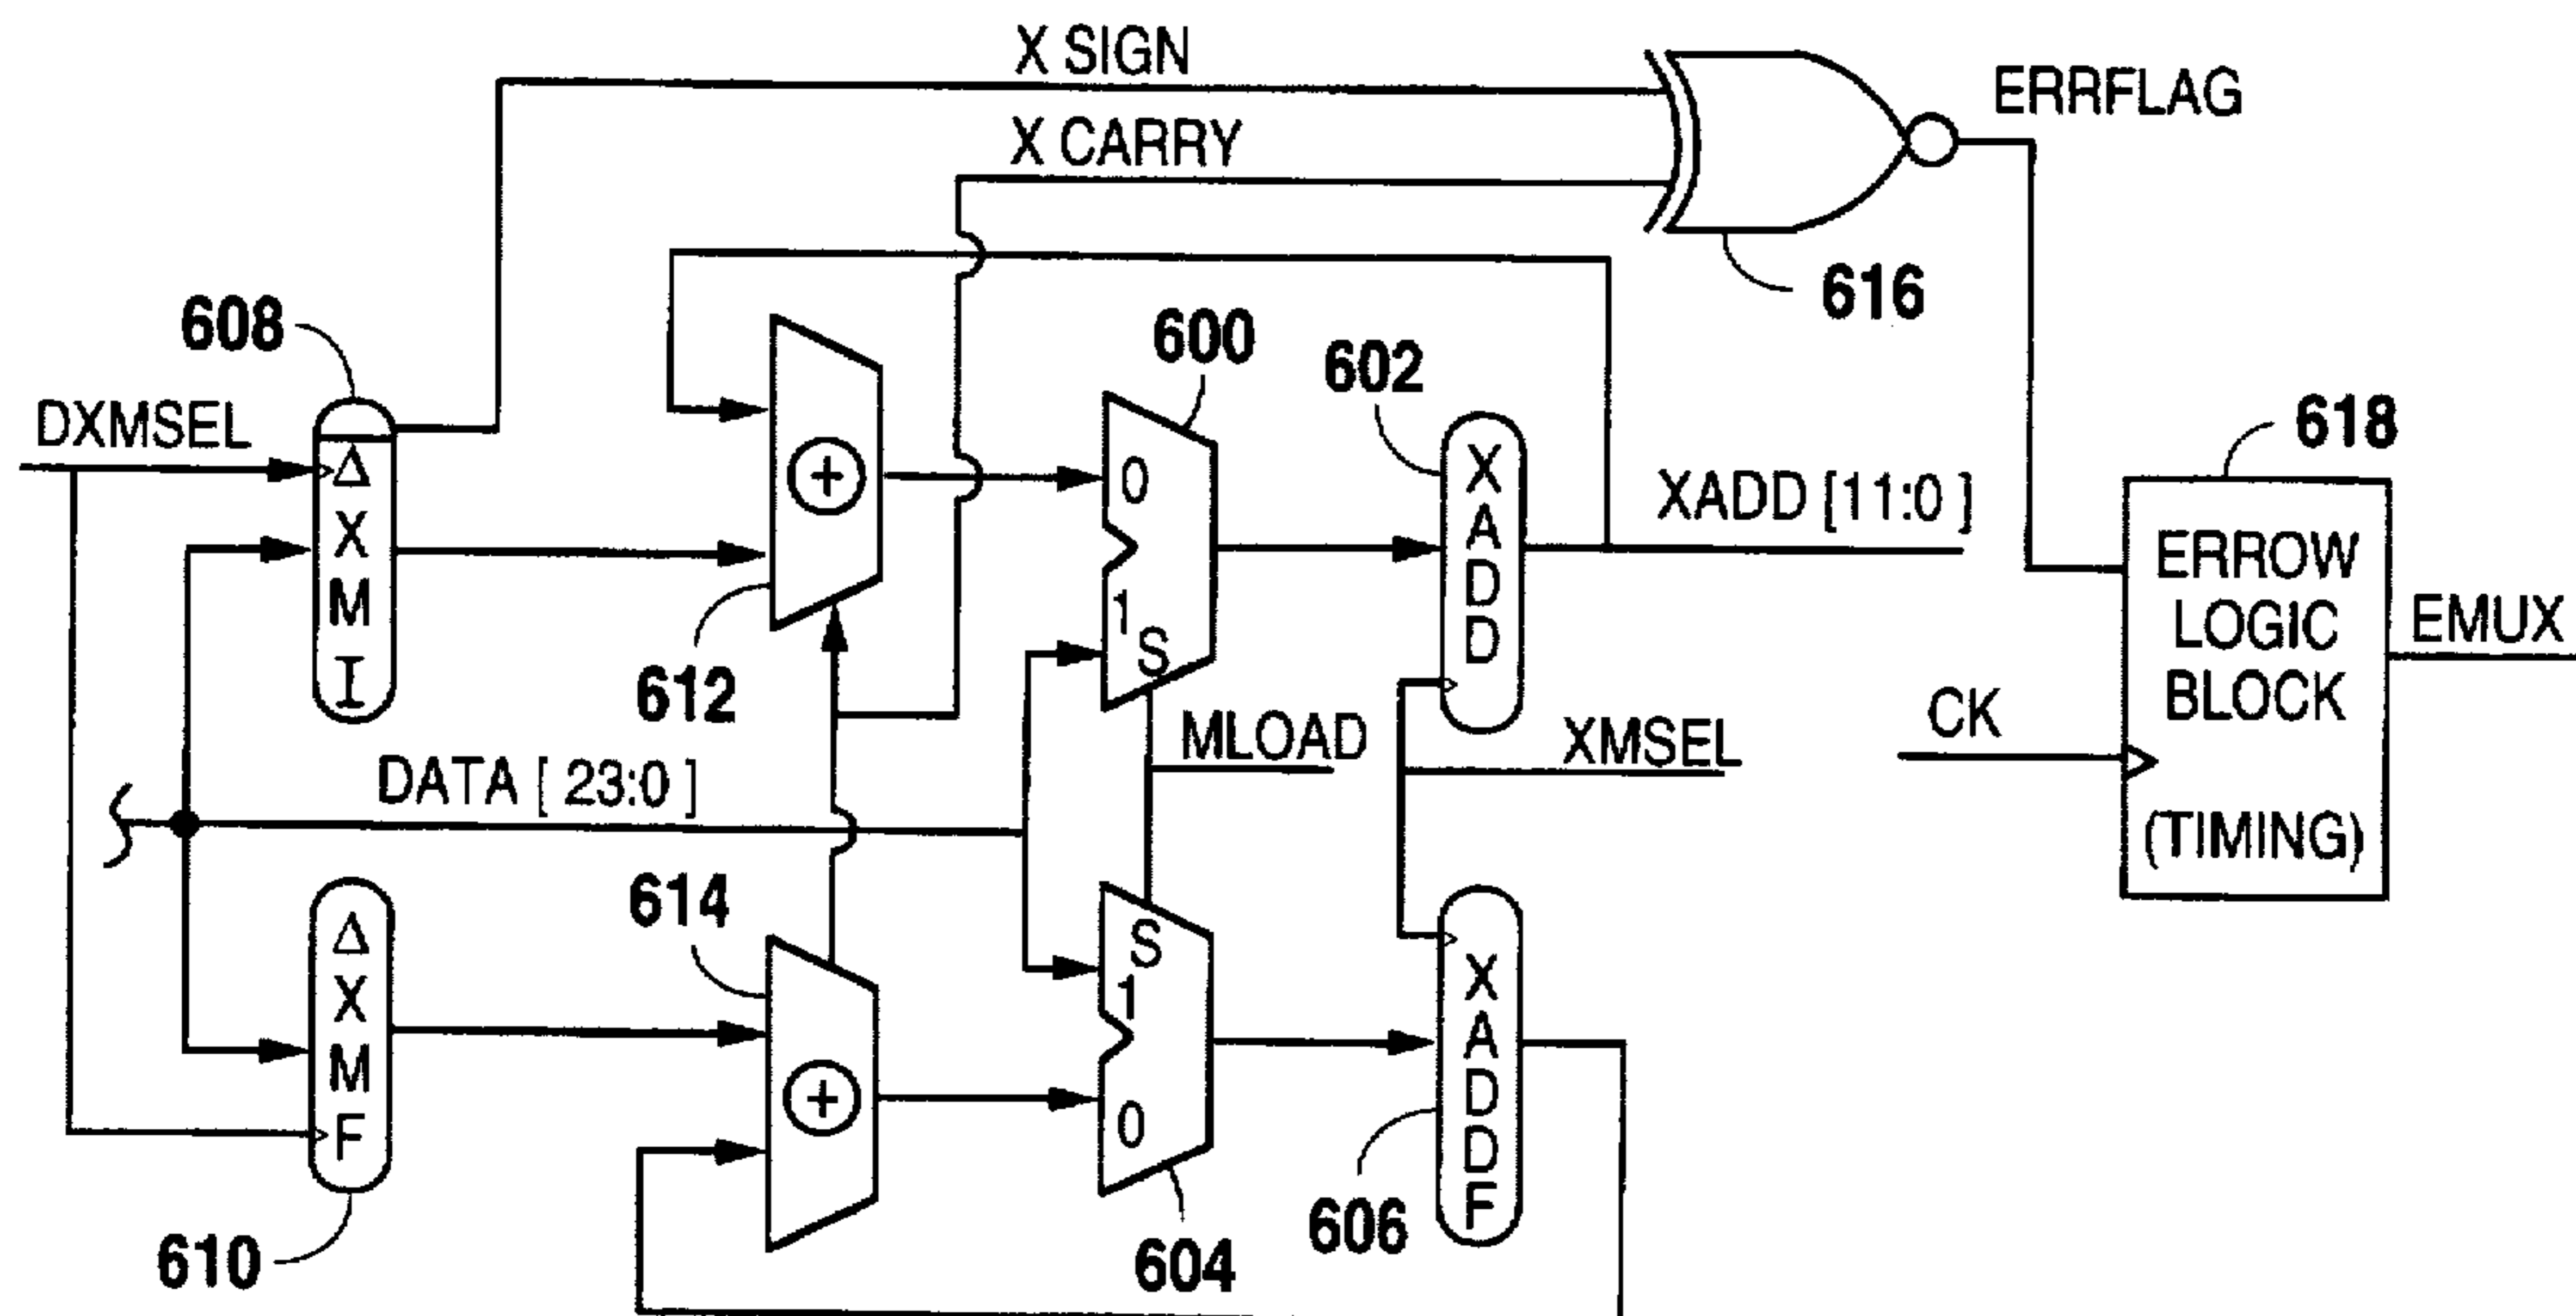 X SIGN
ERRFLAG
X CARRY
616
608
600
602
DXMSEL
618
Δ
X
M
I
+
0
1
S
X
A
D
D
XADD [11:0 ]
ERROW
LOGIC
BLOCK
(TIMING)
EMUX
612
MLOAD
XMSEL
CK
DATA [ 23:0 ]
614
Δ
X
M
F
+
S
1
0
X
A
D
D
F
606
610
604